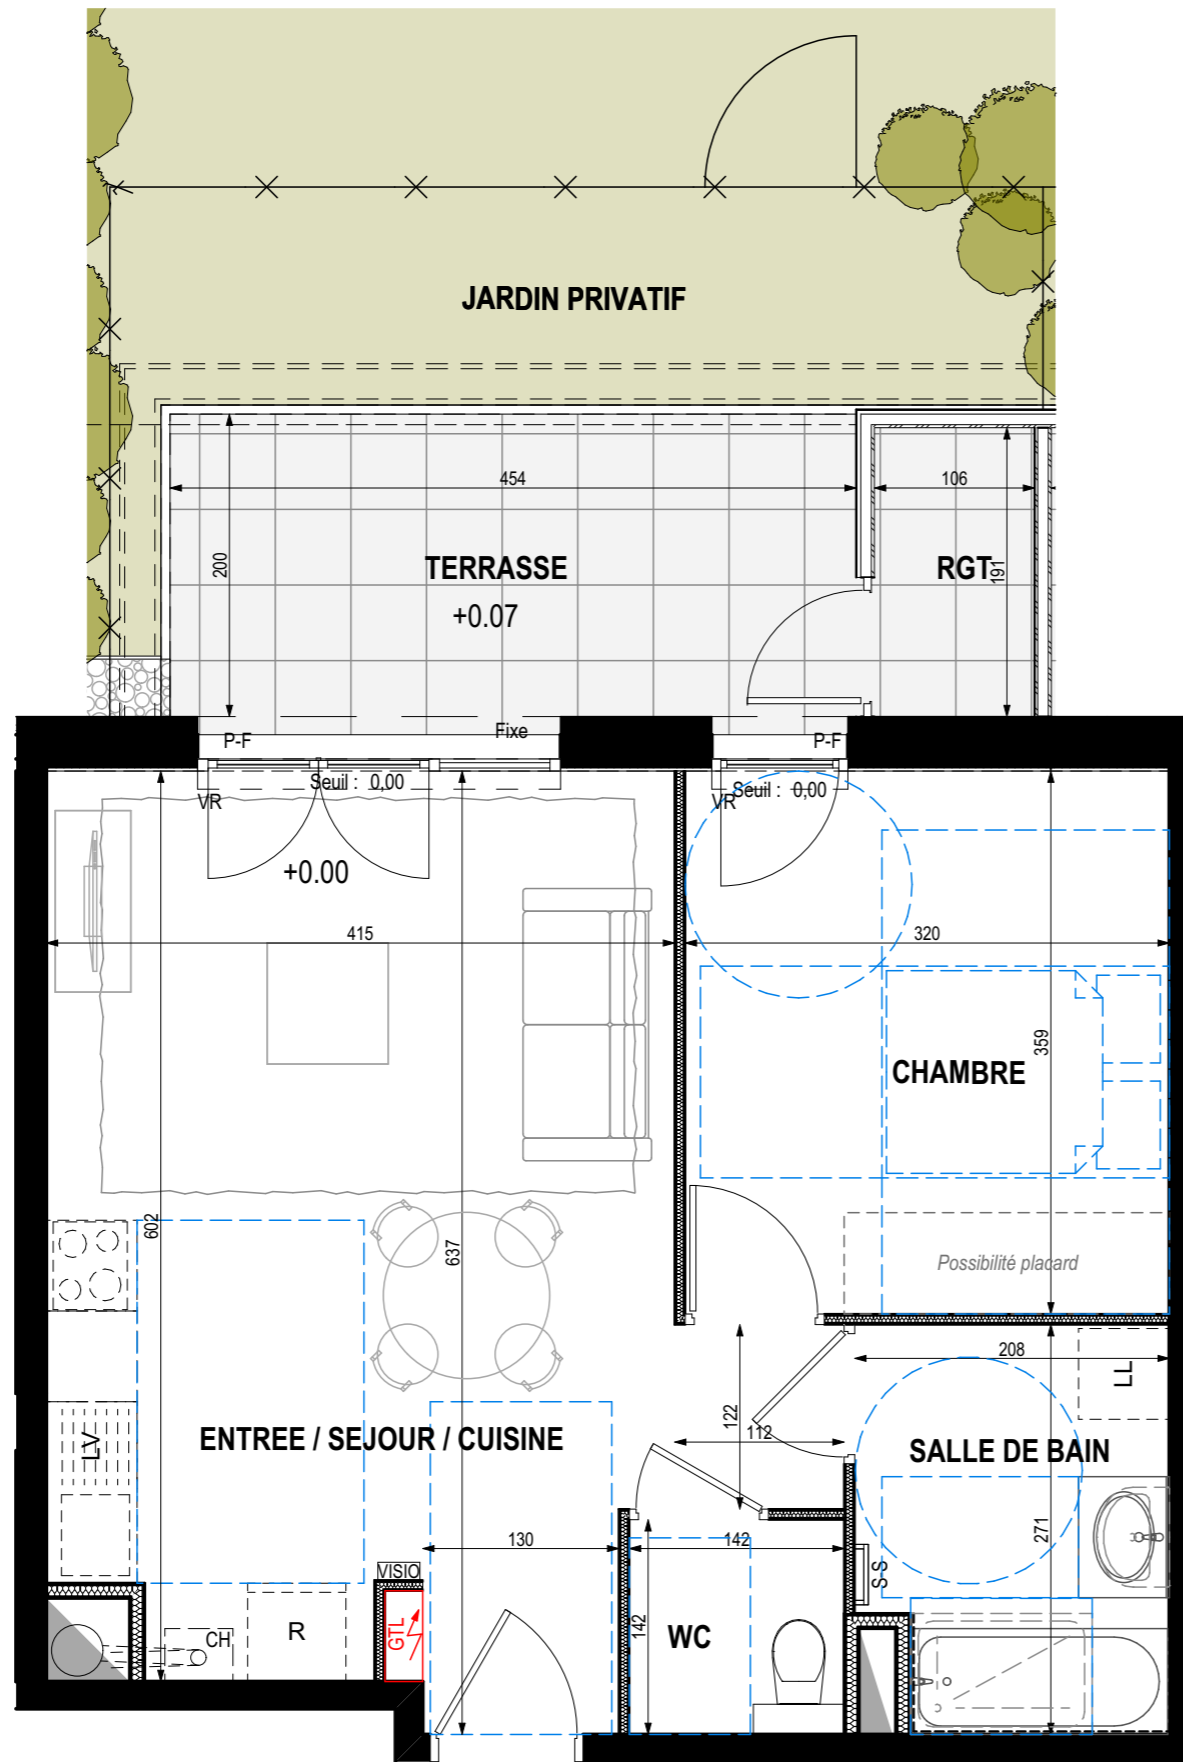 JARDIN PRIVATIF
454
106
200
TERRASSE
RGT
191
+0.07
P-F
Fixe
P-F
Seuil : 0,00
VR
Seuil : 0,00
VR
+0.00
415
320
359
CHAMBRE
602
637
Possibilité placard
208
LL
122
112
LV
ENTREE / SEJOUR / CUISINE
SALLE DE BAIN
271
130
142
VISIO
S-S
GTL
142
WC
CH
R